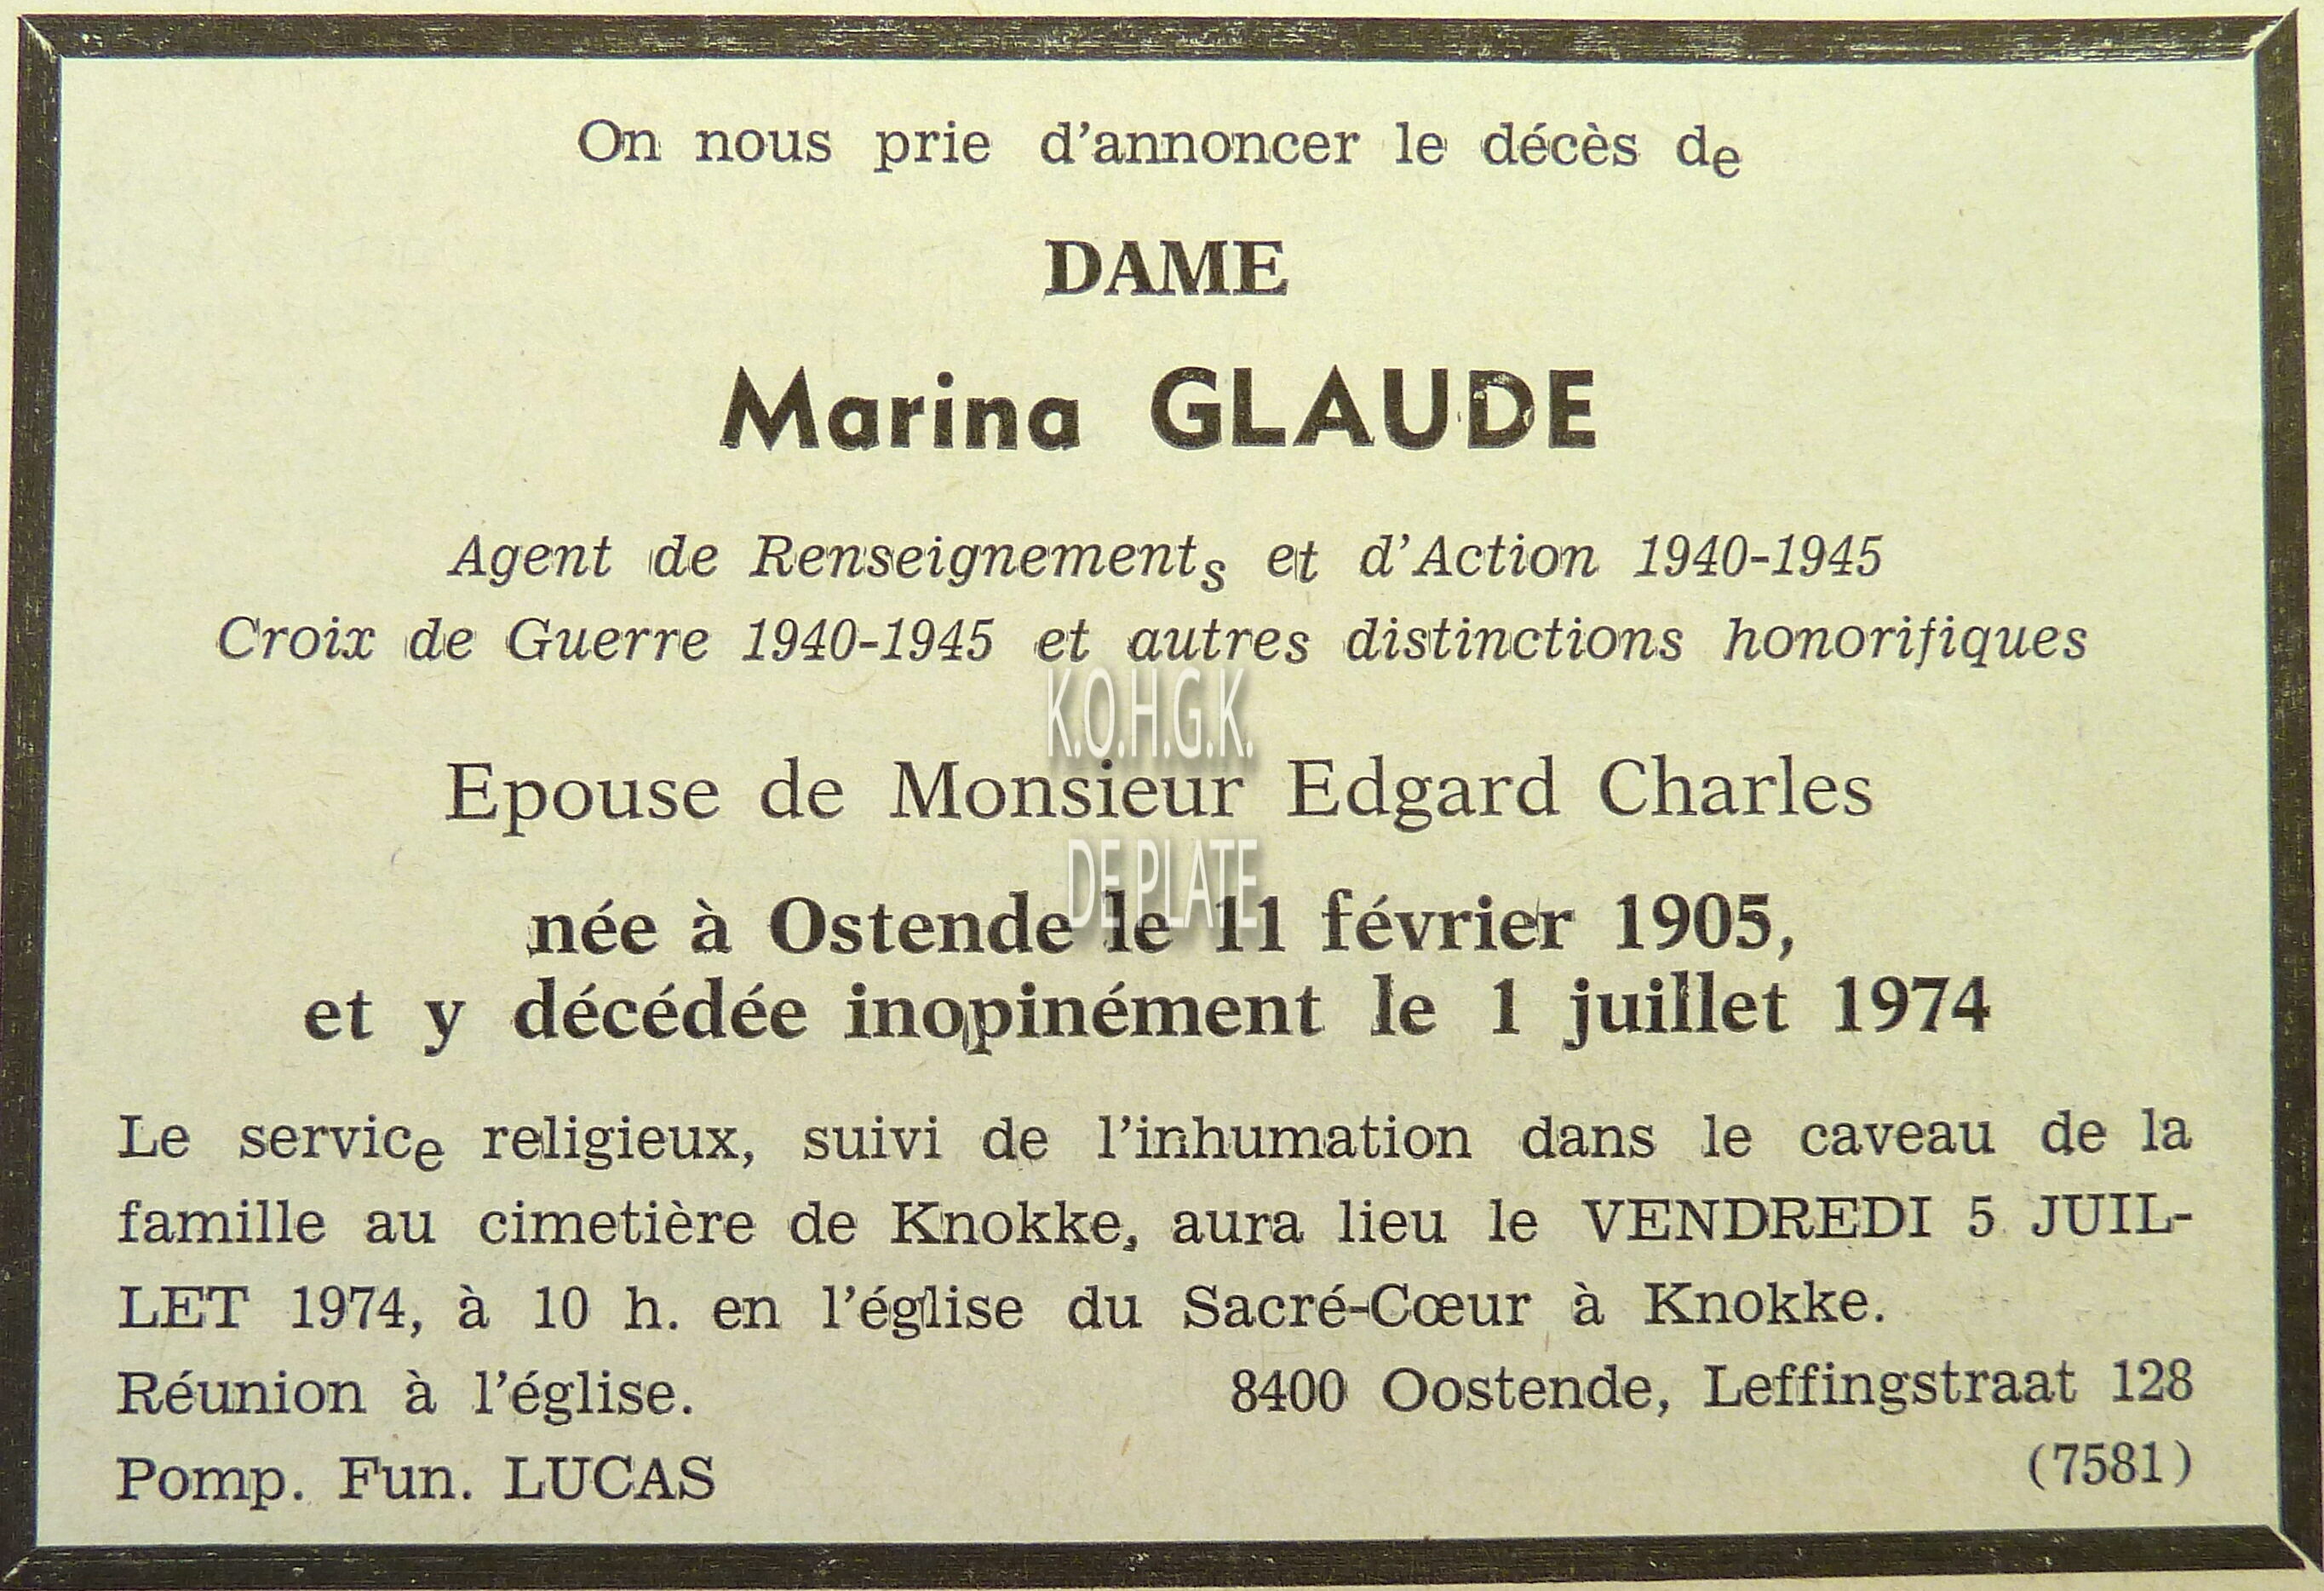 On nous prie d'annoncer le décès de
DAME
Marina GLAUDE
Agent de Renseignements et d'Action 1940-1945
Croix de Guerre 1940-1945 et autres distinctions honorifiques
K.O.H.G.K.
Epouse de Monsieur Edgard Charles
DE PLATE
née à Ostende le 11 février 1905,
et y décédée inopinément le 1 juillet 1974
Le service religieux, suivi de l'inhumation dans le caveau de la
famille au cimetière de Knokke, aura lieu le VENDREDI 5 JUIL-
LET 1974, à 10 h. en l'église du Sacré-Cœur à Knokke.
Réunion à l'église. 8400 Oostende, Leffingstraat 128
Pomp. Fun. LUCAS (7581)